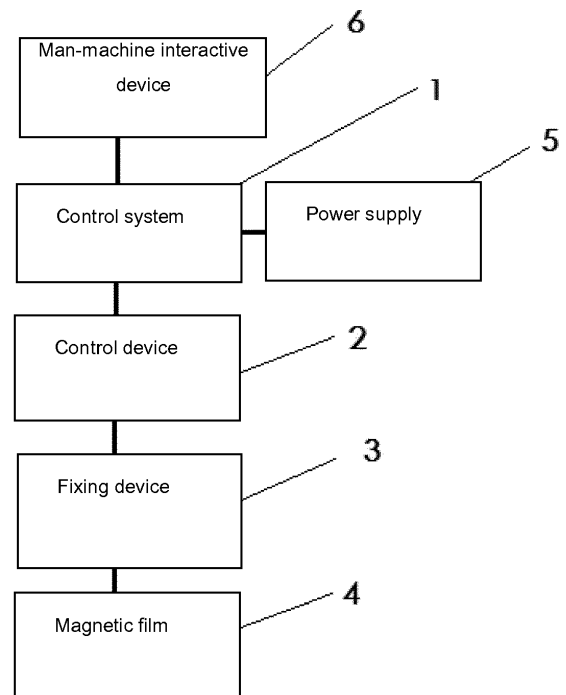 6
Man-machine interactive
device
1
5
Control system
Power supply
2
Control device
3
Fixing device
4
Magnetic film